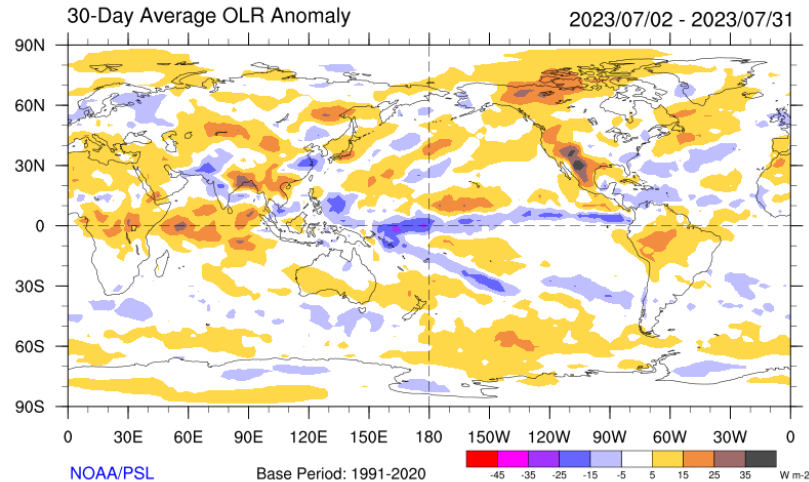 30-Day Average OLR Anomaly 2023/07/02 - 2023/07/31
90N
60N
30N
0
30S
60S
90S
0 30E 60E 90E 120E 150E 180 150W 120W 90W 60W 30W 0
NOAA/PSL Base Period: 1991-2020
-45 -35 -25 -15 -5 5 15 25 35 W m-2